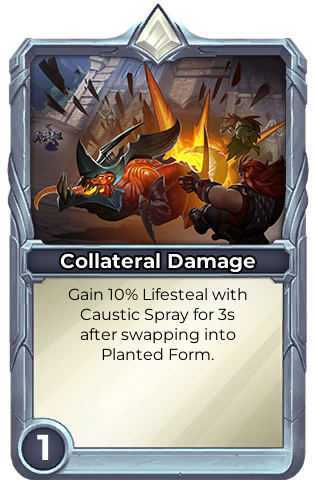 Collateral Damage
Gain 10% Lifesteal with
Caustic Spray for 3s
after swapping into
Planted Form.
1